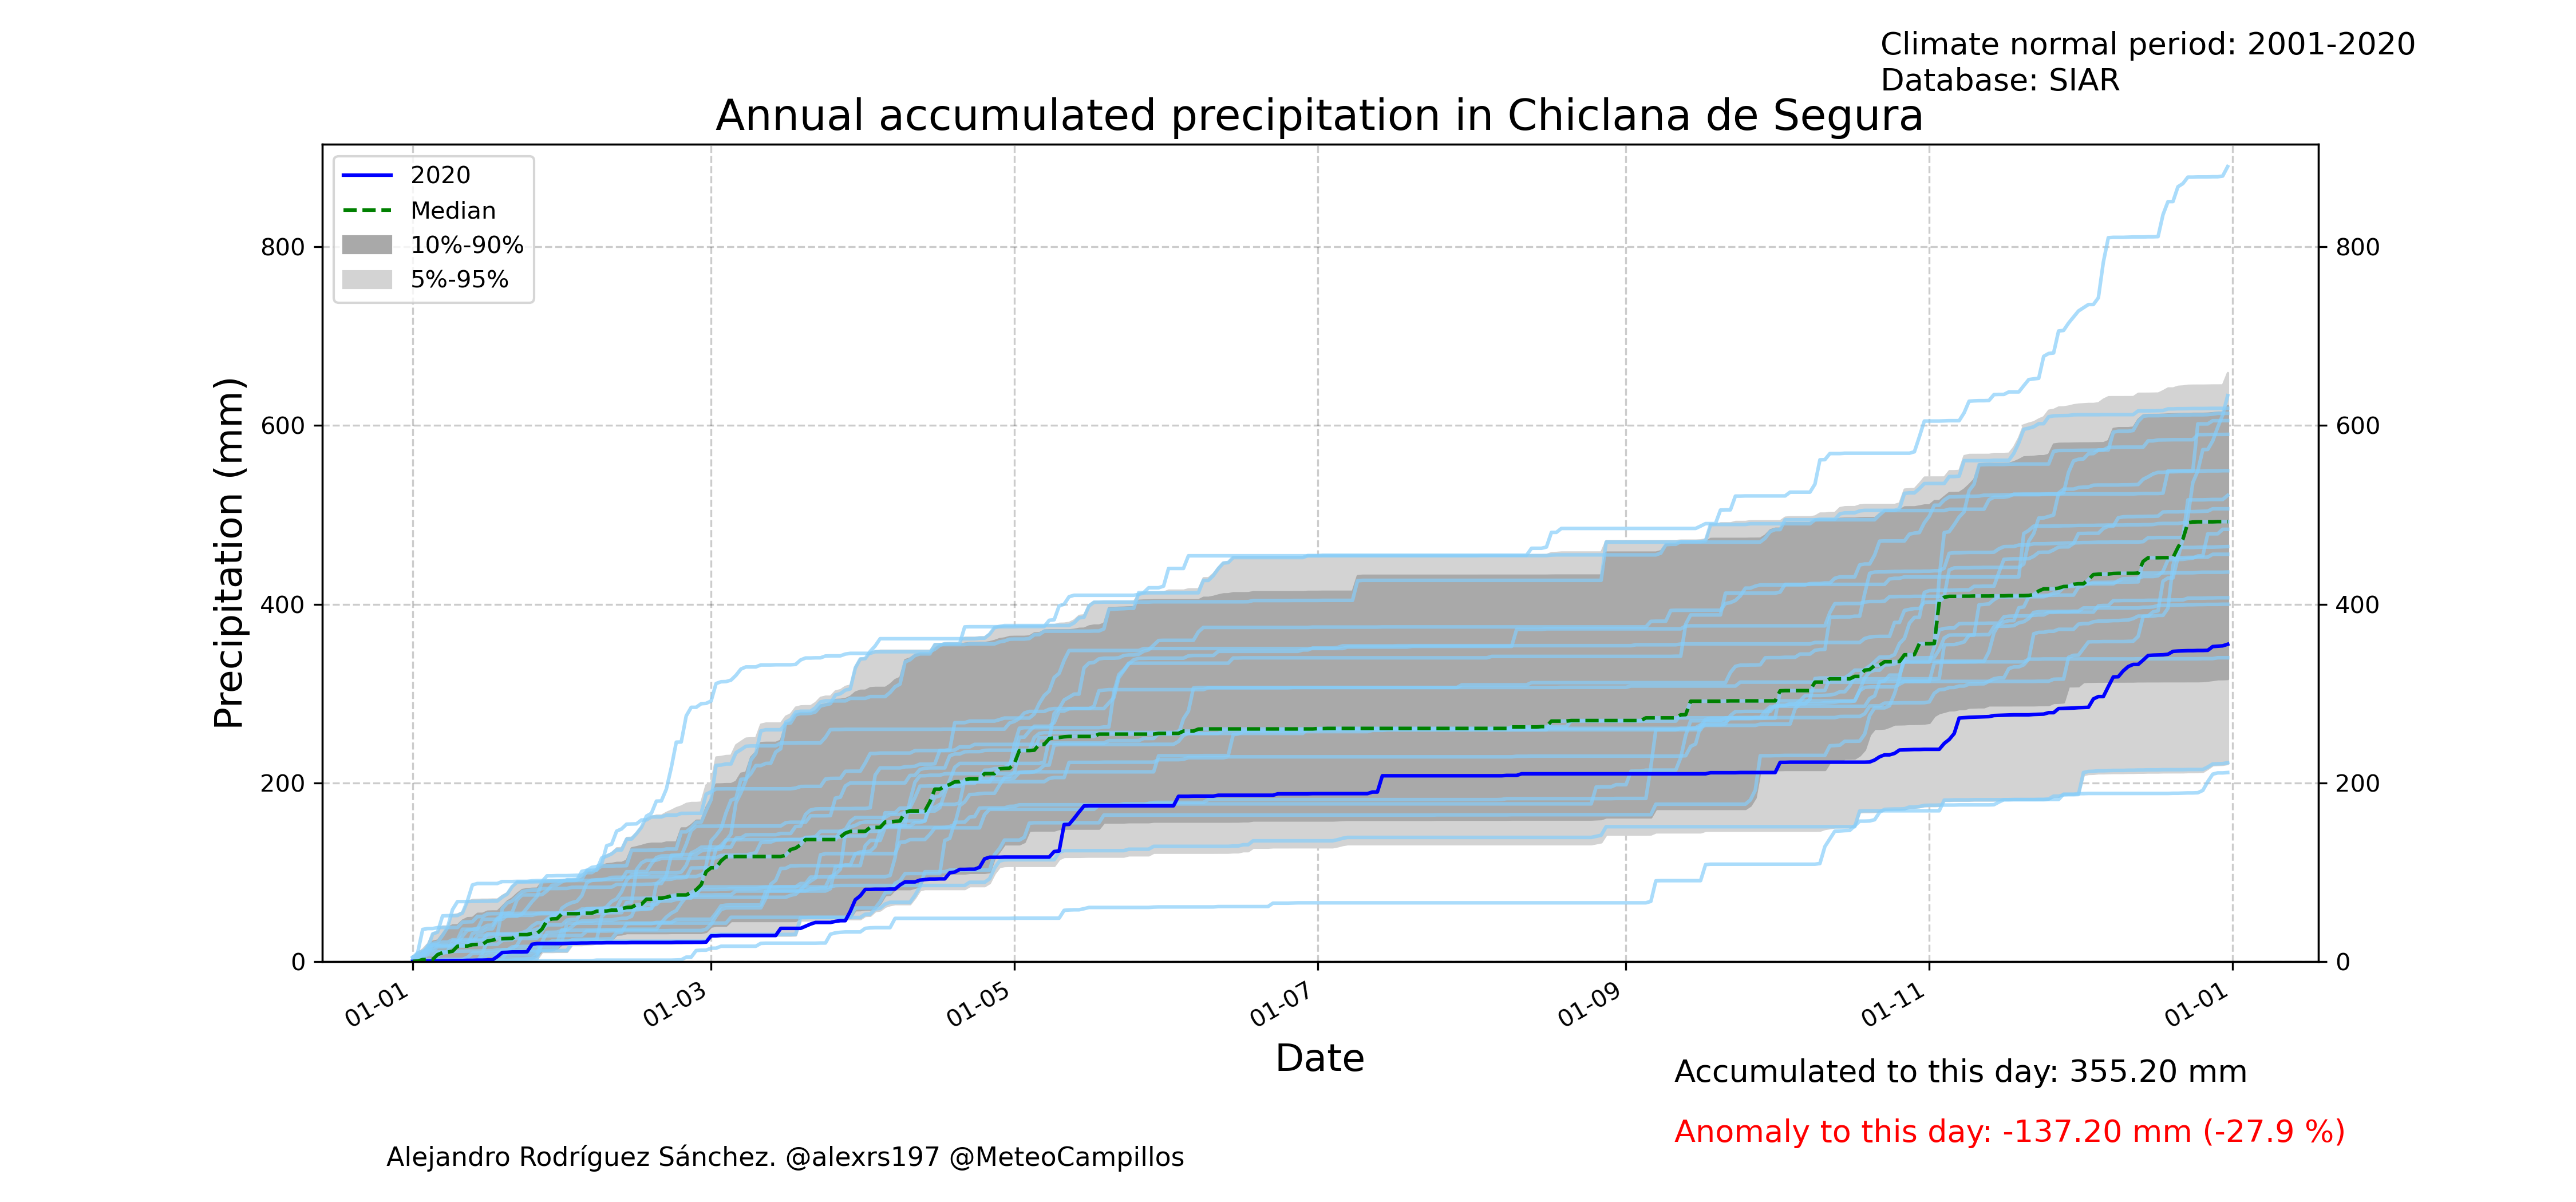 Climate normal period: 2001-2020
Database: SIAR
Annual accumulated precipitation in Chiclana de Segura
2020
Median
10%-90%
5%-95%
Precipitation (mm)
800
600
400
200
0
800
600
400
200
0
01-01
01-03
01-05
01-07
01-09
01-11
01-01
Date
Accumulated to this day: 355.20 mm
Anomaly to this day: -137.20 mm (-27.9 %)
Alejandro Rodríguez Sánchez. @alexrs197 @MeteoCampillos